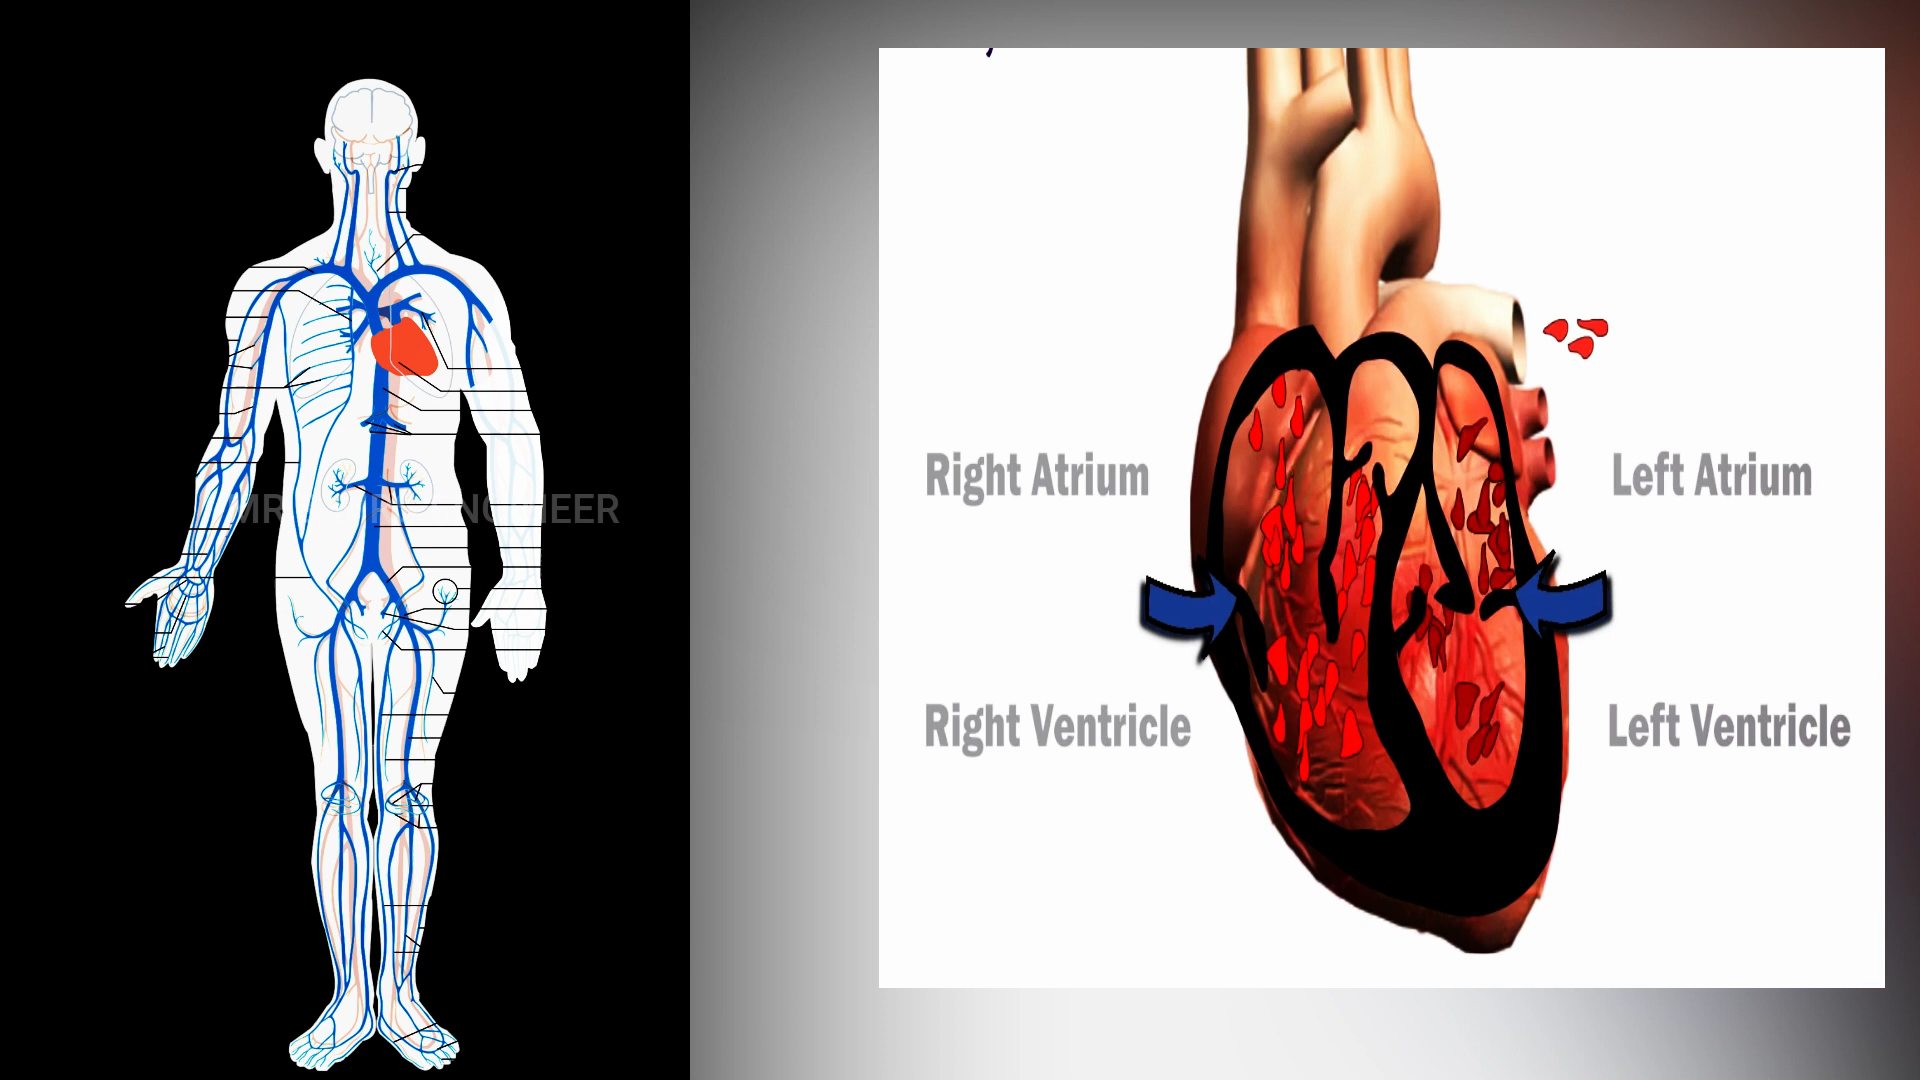 Right Atrium
Left Atrium
Right Ventricle
Left Ventricle